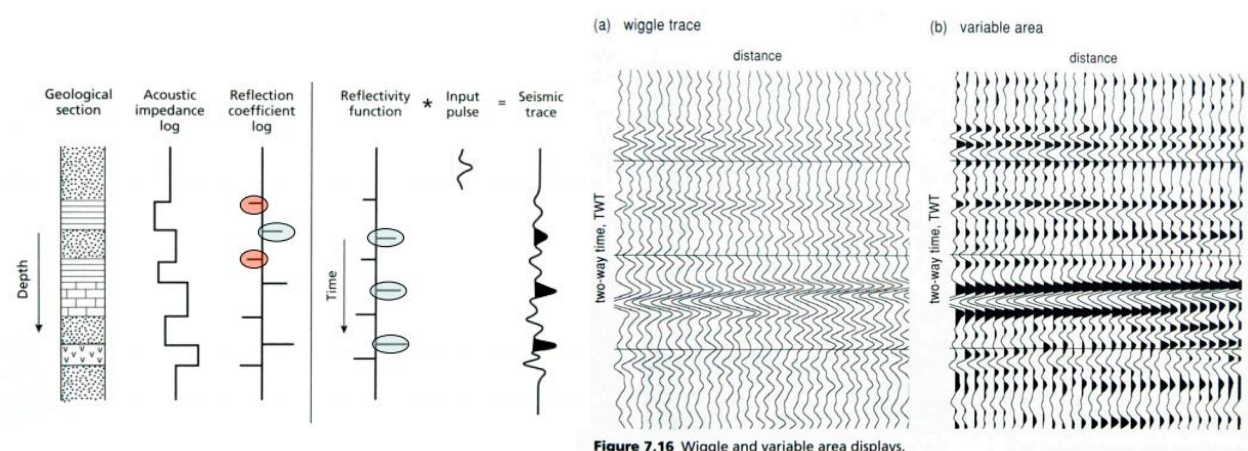 Geological
section
Acoustic
impedance
log
Reflection
coefficient
log
Reflectivity
function
*
Input
pulse
=
Seismic
trace
Depth
Time
(a) wiggle trace
distance
two-way time, TWT
(b) variable area
distance
two-way time, TWT
Figure 7.16 Wiggle and variable area displays.